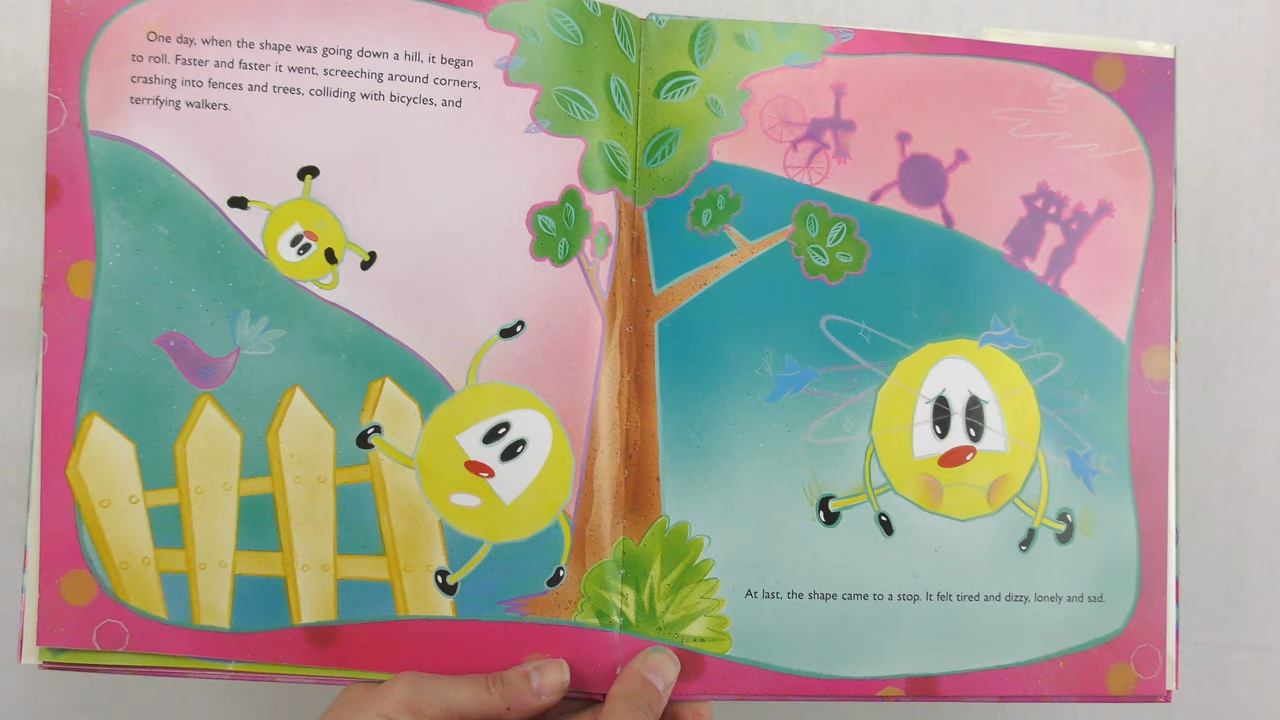 One day, when the shape was going down a hill, it began
to roll. Faster and faster it went, screeching around corners,
crashing into fences and trees, colliding with bicycles, and
terrifying walkers.
At last, the shape came to a stop. It felt tired and dizzy, lonely and sad.